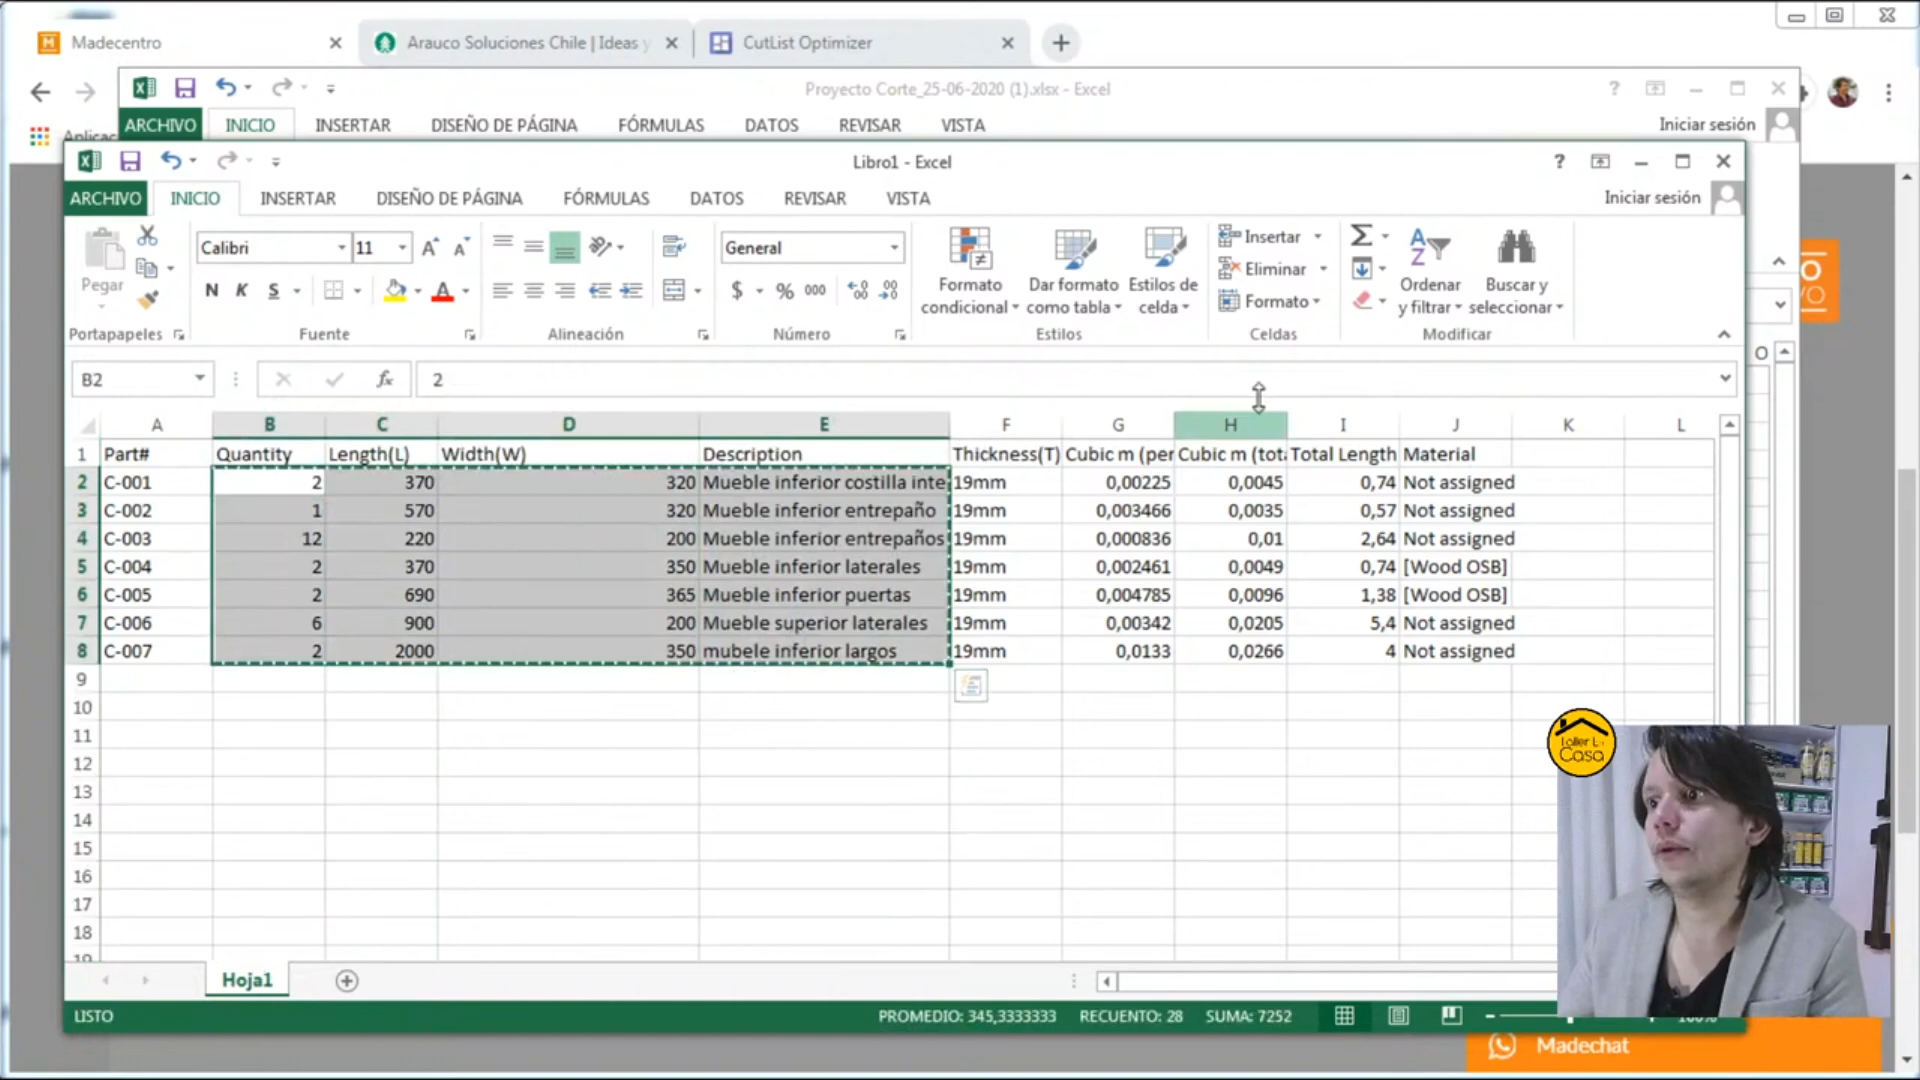 Madecentro
Arauco Soluciones Chile | Ideas y
CutList Optimizer
Proyecto Corte_25-06-2020 (1).xlsx - Excel
ARCHIVO INICIO INSERTAR DISEÑO DE PÁGINA FÓRMULAS DATOS REVISAR VISTA Iniciar sesión
Aplicac
Libro1 - Excel
ARCHIVO INICIO INSERTAR DISEÑO DE PÁGINA FÓRMULAS DATOS REVISAR VISTA Iniciar sesión
Pegar
Portapapeles
Calibri 11
N K S
Fuente
Alineación
General
$ % 000
Número
Formato condicional
Dar formato como tabla
Estilos de celda
Estilos
Insertar
Eliminar
Formato
Celdas
Ordenar y filtrar
Buscar y seleccionar
Modificar
B2 fx 2
A B C D E F G H I J K L
O
1 Part# Quantity Length(L) Width(W) Description Thickness(T) Cubic m (per Cubic m (tota Total Length Material
2 C-001 2 370 320 Mueble inferior costilla inte 19mm 0,00225 0,0045 0,74 Not assigned
3 C-002 1 570 320 Mueble inferior entrepaño 19mm 0,003466 0,0035 0,57 Not assigned
4 C-003 12 220 200 Mueble inferior entrepaños 19mm 0,000836 0,01 2,64 Not assigned
5 C-004 2 370 350 Mueble inferior laterales 19mm 0,002461 0,0049 0,74 [Wood OSB]
6 C-005 2 690 365 Mueble inferior puertas 19mm 0,004785 0,0096 1,38 [Wood OSB]
7 C-006 6 900 200 Mueble superior laterales 19mm 0,00342 0,0205 5,4 Not assigned
8 C-007 2 2000 350 mubele inferior largos 19mm 0,0133 0,0266 4 Not assigned
9
10
11
12
13
14
15
16
17
18
19
Hoja1
LISTO PROMEDIO: 345,3333333 RECUENTO: 28 SUMA: 7252
Casa
Madechat